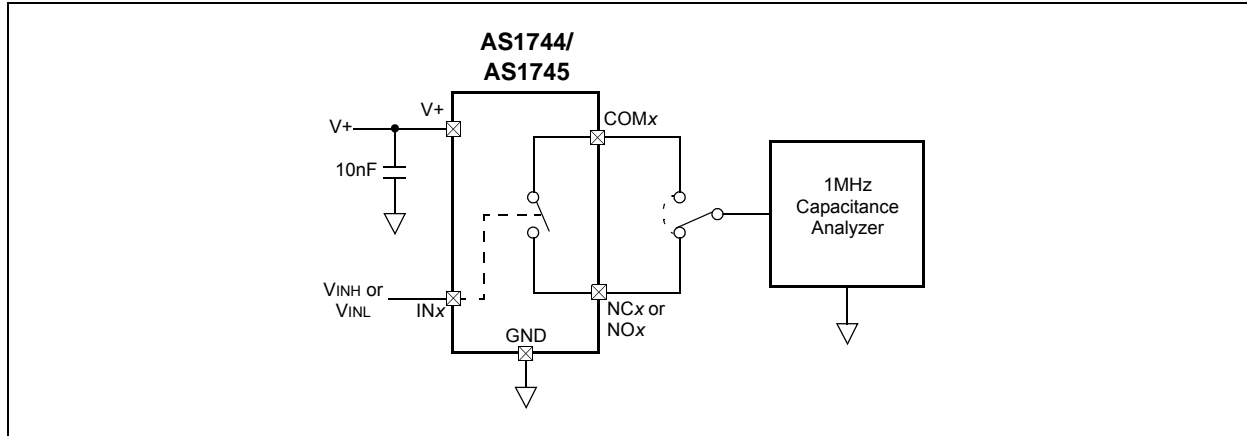 AS1744/
AS1745
V+
V+
COMx
10nF
1MHz
Capacitance
Analyzer
VINH or
VINL
INx
NCx or
NOx
GND